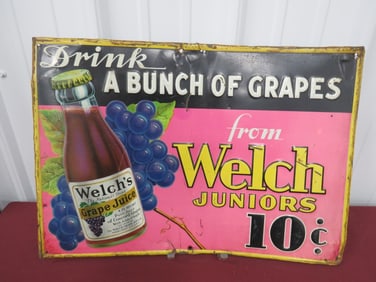 Drink
A BUNCH OF GRAPES
from
Welch
JUNIORS
10¢
Welch's
Grape Juice